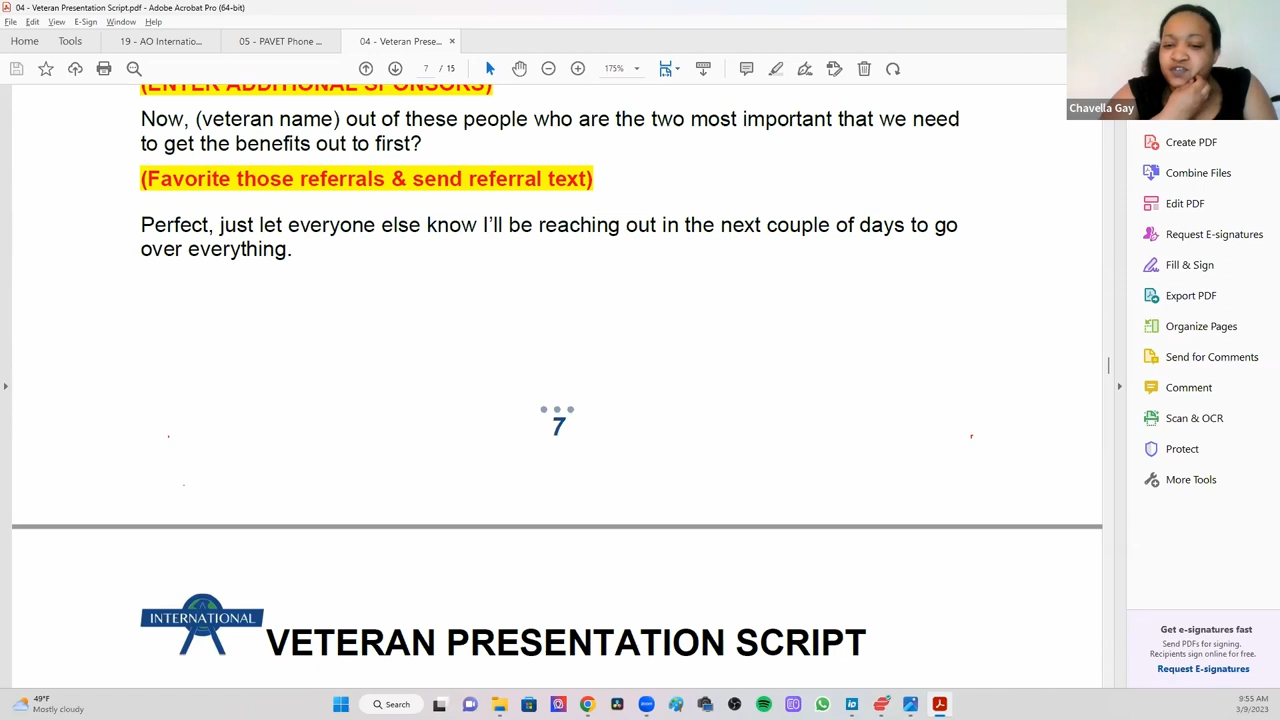 04 - Veteran Presentation Script.pdf - Adobe Acrobat Pro (64-bit)
File Edit View E-Sign Window Help
Home Tools 19 - AO Internatio... 05 - PAVET Phone ... 04 - Veteran Prese... ×
7 / 15 175%
Chavella Gay
(ENTER ADDITIONAL SPONSORS)
Now, (veteran name) out of these people who are the two most important that we need
to get the benefits out to first?
(Favorite those referrals & send referral text)
Perfect, just let everyone else know I’ll be reaching out in the next couple of days to go
over everything.
7
INTERNATIONAL
VETERAN PRESENTATION SCRIPT
Create PDF
Combine Files
Edit PDF
Request E-signatures
Fill & Sign
Export PDF
Organize Pages
Send for Comments
Comment
Scan & OCR
Protect
More Tools
Get e-signatures fast
Send PDFs for signing.
Recipients sign online for free.
Request E-signatures
49°F
Mostly cloudy
Search
9:55 AM
3/9/2023